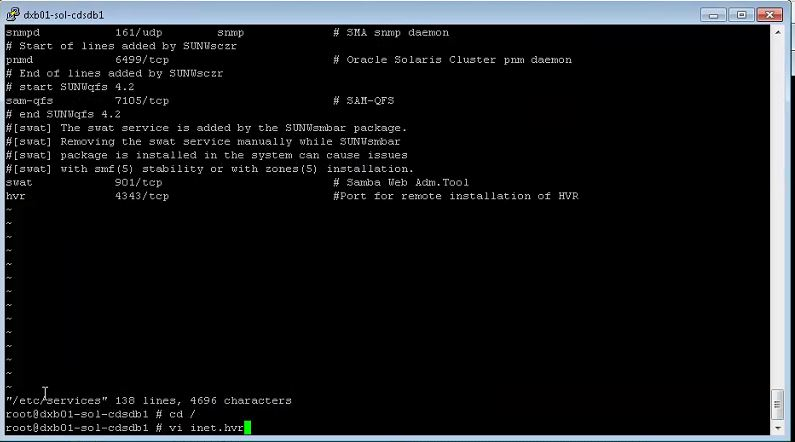 dxb01-sol-cdsdb1
snmpd 161/udp snmp # SMA snmp daemon
# Start of lines added by SUNWsczr
pnmd 6499/tcp # Oracle Solaris Cluster pnm daemon
# End of lines added by SUNWsczr
# start SUNWqfs 4.2
sam-qfs 7105/tcp # SAM-QFS
# end SUNWqfs 4.2
#[swat] The swat service is added by the SUNWsmbar package.
#[swat] Removing the swat service manually while SUNWsmbar
#[swat] package is installed in the system can cause issues
#[swat] with smf(5) stability or with zones(5) installation.
swat 901/tcp # Samba Web Adm.Tool
hvr 4343/tcp #Port for remote installation of HVR
~
~
~
~
~
~
~
~
~
~
~
~
~
~
"/etc/services" 138 lines, 4696 characters
root@dxb01-sol-cdsdb1 # cd /
root@dxb01-sol-cdsdb1 # vi inet.hvr